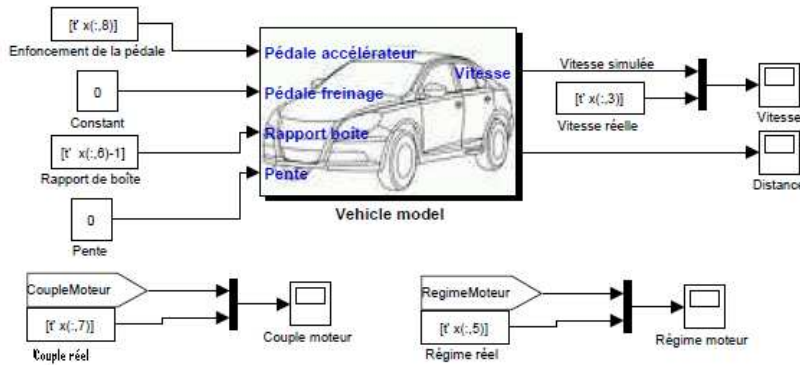 [t' x(:,8)]
Enfoncement de la pédale
0
Constant
[t' x(:,6)-1]
Rapport de boîte
0
Pente
Pédale accélérateur
Pédale freinage
Rapport boîte
Pente
Vitesse
Vehicle model
Vitesse simulée
[t' x(:,3)]
Vitesse réelle
Vitesse
Distance
CoupleMoteur
[t' x(:,7)]
Couple réel
Couple moteur
RegimeMoteur
[t' x(:,5)]
Régime réel
Régime moteur